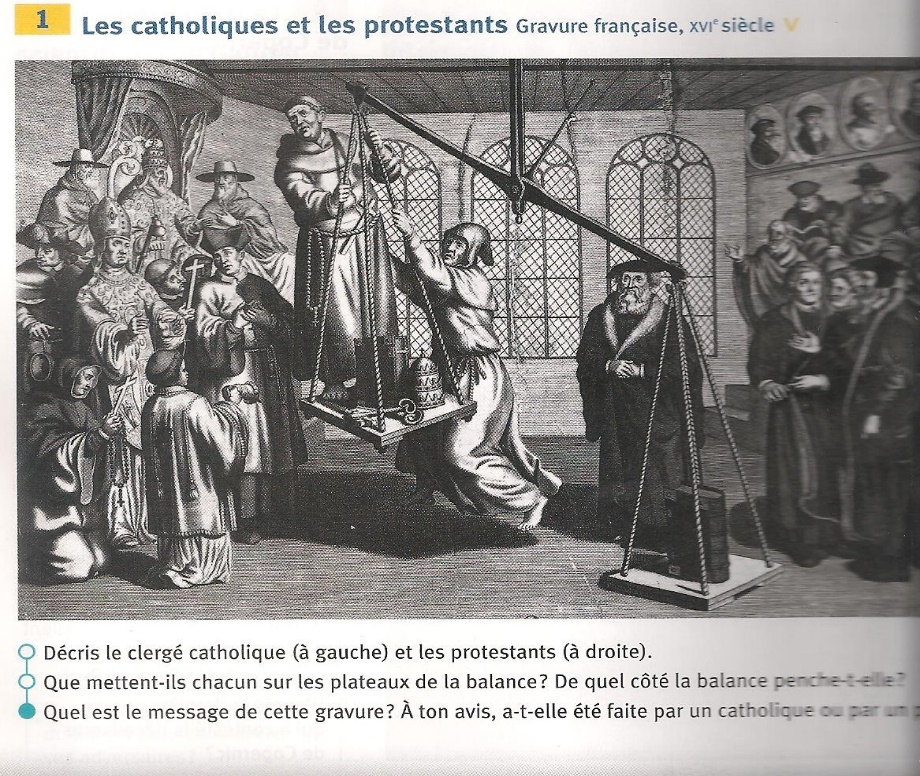 1 Les catholiques et les protestants Gravure française, XVIe siècle
Décris le clergé catholique (à gauche) et les protestants (à droite).
Que mettent-ils chacun sur les plateaux de la balance? De quel côté la balance penche-t-elle?
Quel est le message de cette gravure? À ton avis, a-t-elle été faite par un catholique ou par un